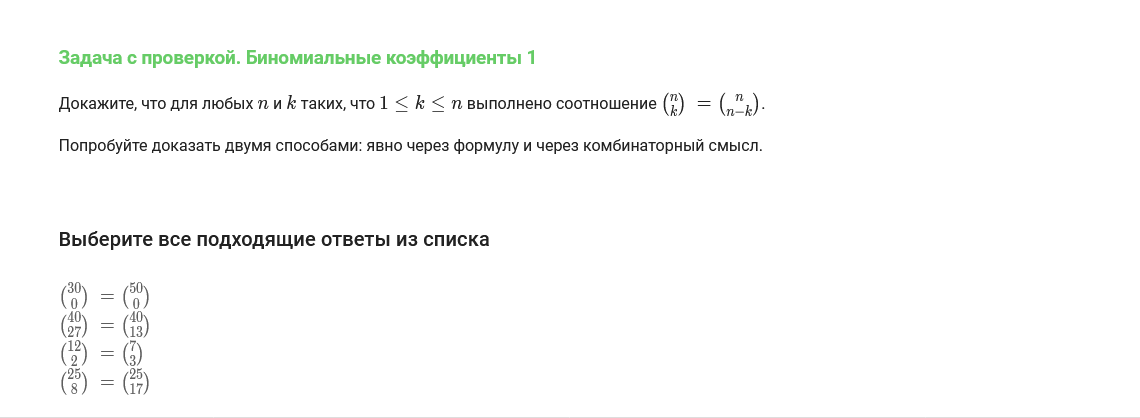 Задача с проверкой. Биномиальные коэффициенты 1
Докажите, что для любых n и k таких, что 1 ≤ k ≤ n выполнено соотношение \binom{n}{k} = \binom{n}{n-k}.
Попробуйте доказать двумя способами: явно через формулу и через комбинаторный смысл.
Выберите все подходящие ответы из списка
\binom{30}{0} = \binom{50}{0}
\binom{40}{27} = \binom{40}{13}
\binom{12}{2} = \binom{7}{3}
\binom{25}{8} = \binom{25}{17}